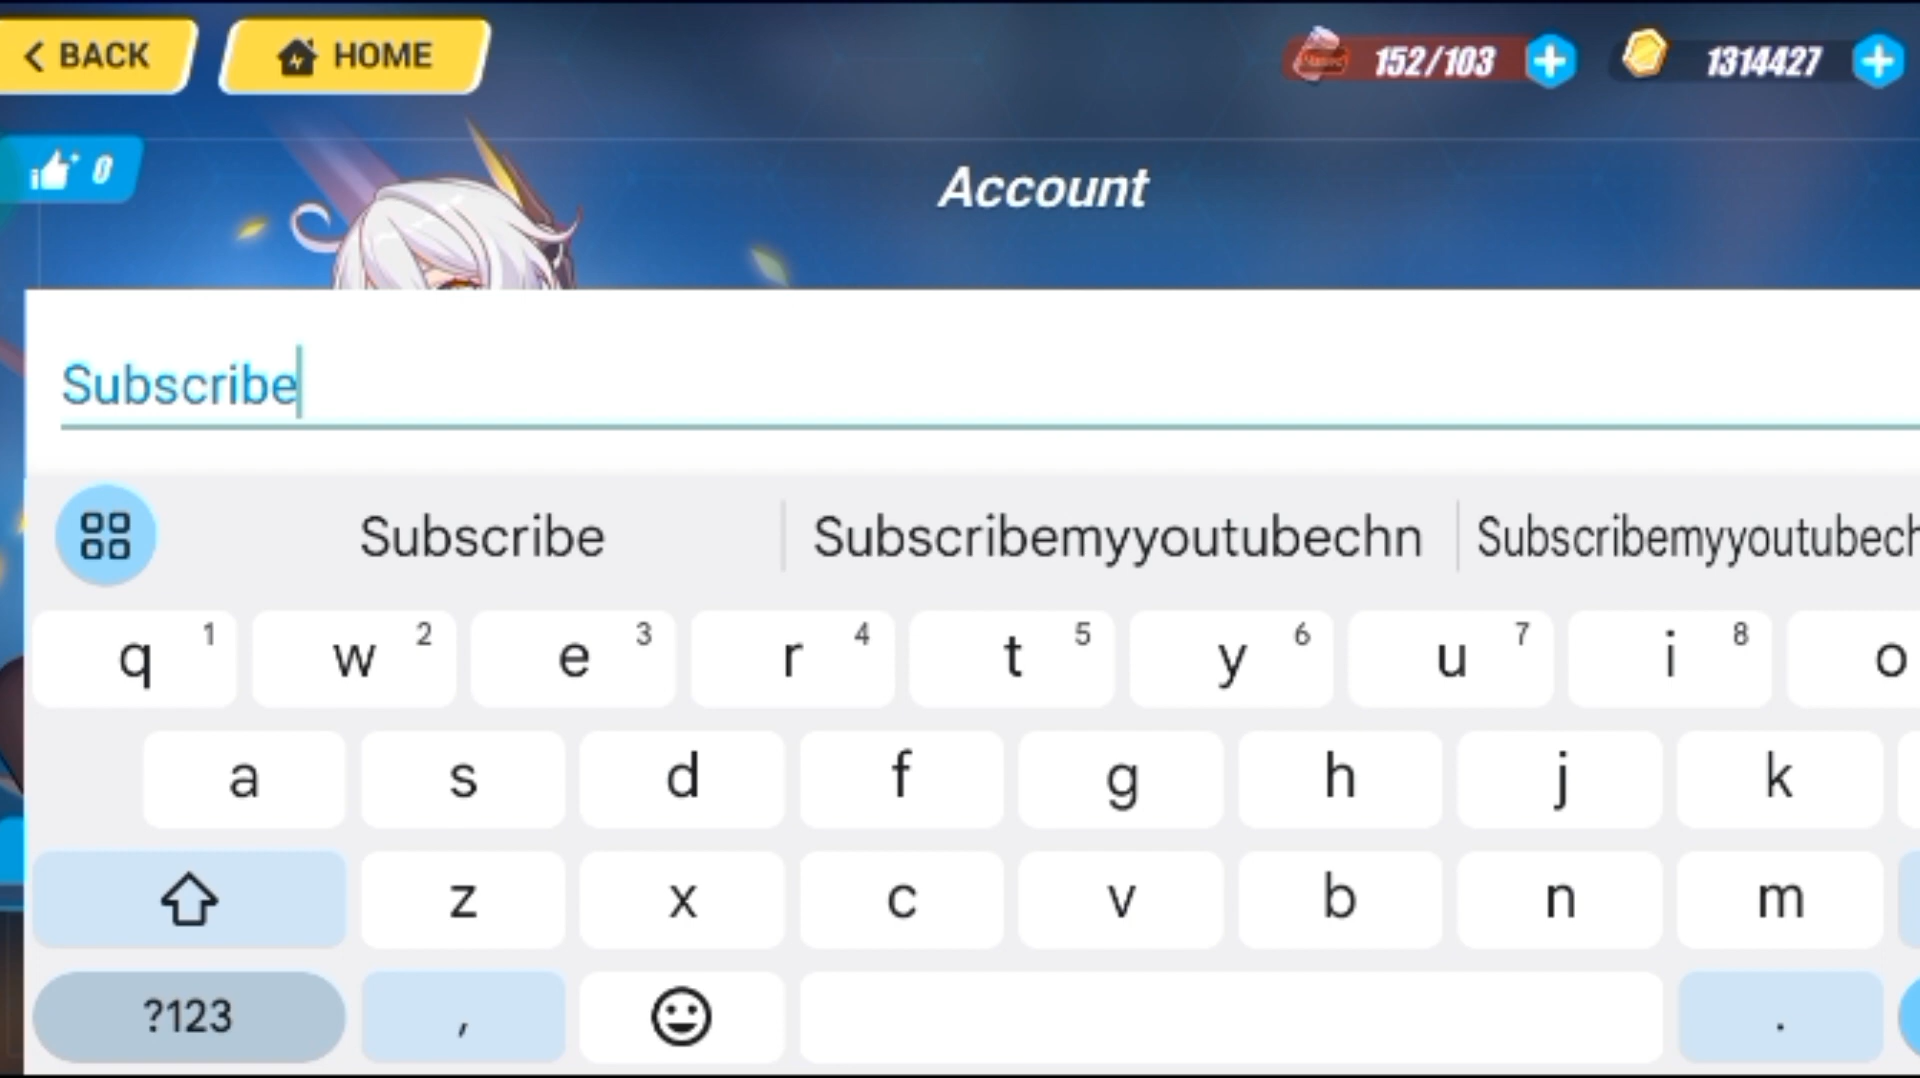 BACK
HOME
152/103
1314427
0
Account
Subscribe
Subscribe
Subscribemyyoutubechn
Subscribemyyoutubech
q 1 w 2 e 3 r 4 t 5 y 6 u 7 i 8 o
a s d f g h j k
z x c v b n m
?123 , .